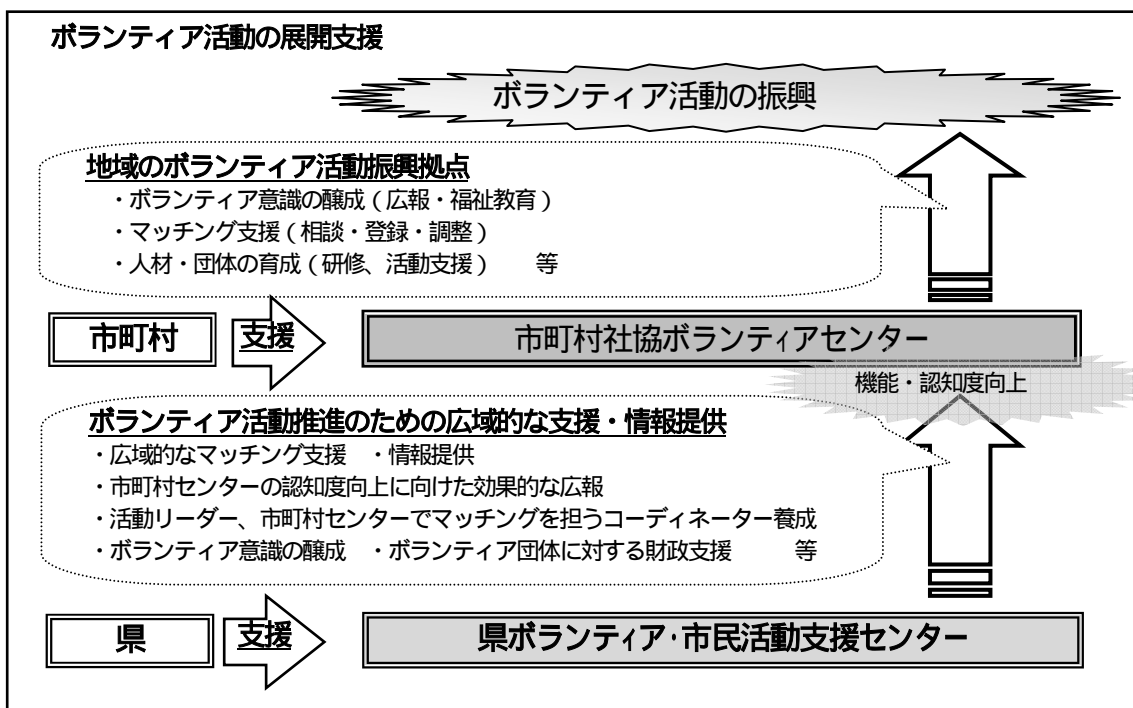 ボランティア活動の展開支援
ボランティア活動の振興
地域のボランティア活動振興拠点
・ボランティア意識の醸成(広報・福祉教育)
・マッチング支援(相談・登録・調整)
・人材・団体の育成(研修、活動支援) 等
市町村
支援
市町村社協ボランティアセンター
機能・認知度向上
ボランティア活動推進のための広域的な支援・情報提供
・広域的なマッチング支援 ・情報提供
・市町村センターの認知度向上に向けた効果的な広報
・活動リーダー、市町村センターでマッチングを担うコーディネーター養成
・ボランティア意識の醸成 ・ボランティア団体に対する財政支援 等
県
支援
県ボランティア・市民活動支援センター